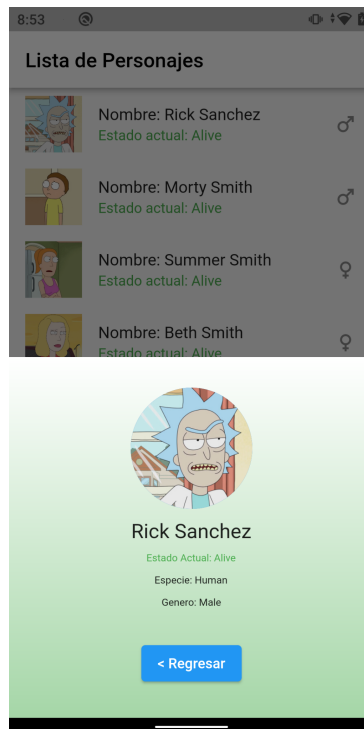 8:53
Lista de Personajes
Nombre: Rick Sanchez
Estado actual: Alive
Nombre: Morty Smith
Estado actual: Alive
Nombre: Summer Smith
Estado actual: Alive
Nombre: Beth Smith
Estado actual: Alive
Rick Sanchez
Estado Actual: Alive
Especie: Human
Genero: Male
< Regresar